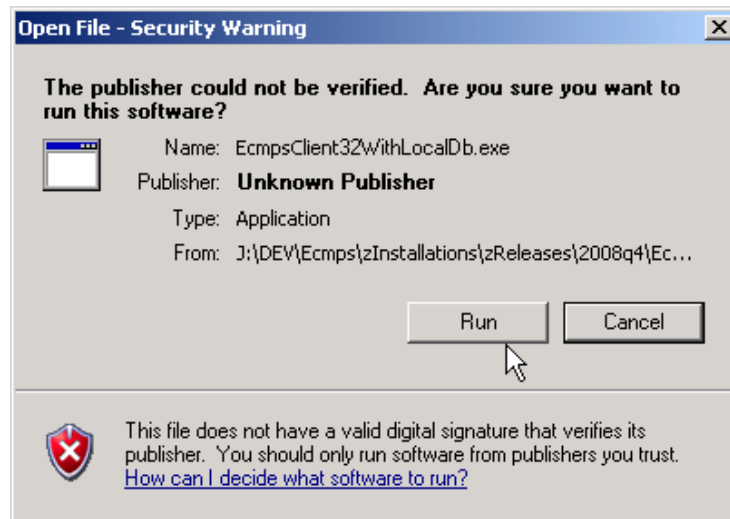 Open File - Security Warning
The publisher could not be verified.  Are you sure you want to
run this software?
Name: EcmpsClient32WithLocalDb.exe
Publisher: Unknown Publisher
Type: Application
From: J:\DEV\Ecmps\zInstallations\zReleases\2008q4\Ec...
Run Cancel
This file does not have a valid digital signature that verifies its
publisher.  You should only run software from publishers you trust.
How can I decide what software to run?